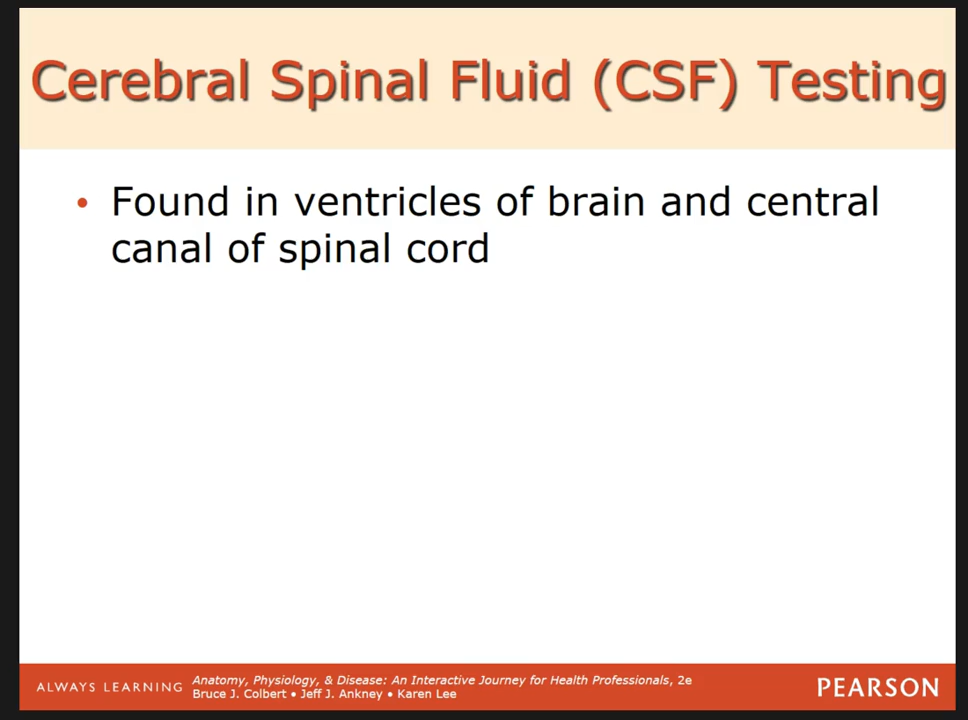 Cerebral Spinal Fluid (CSF) Testing
• Found in ventricles of brain and central
canal of spinal cord
ALWAYS LEARNING
Anatomy, Physiology, & Disease: An Interactive Journey for Health Professionals, 2e
Bruce J. Colbert • Jeff J. Ankney • Karen Lee
PEARSON